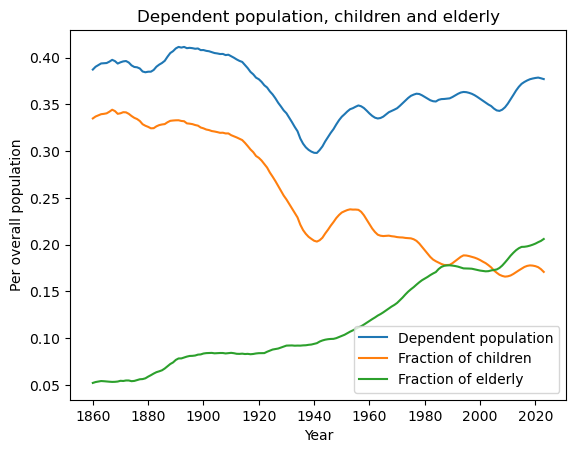 Dependent population, children and elderly
Per overall population
0.40
0.35
0.30
0.25
0.20
0.15
0.10
0.05
Dependent population
Fraction of children
Fraction of elderly
1860 1880 1900 1920 1940 1960 1980 2000 2020
Year